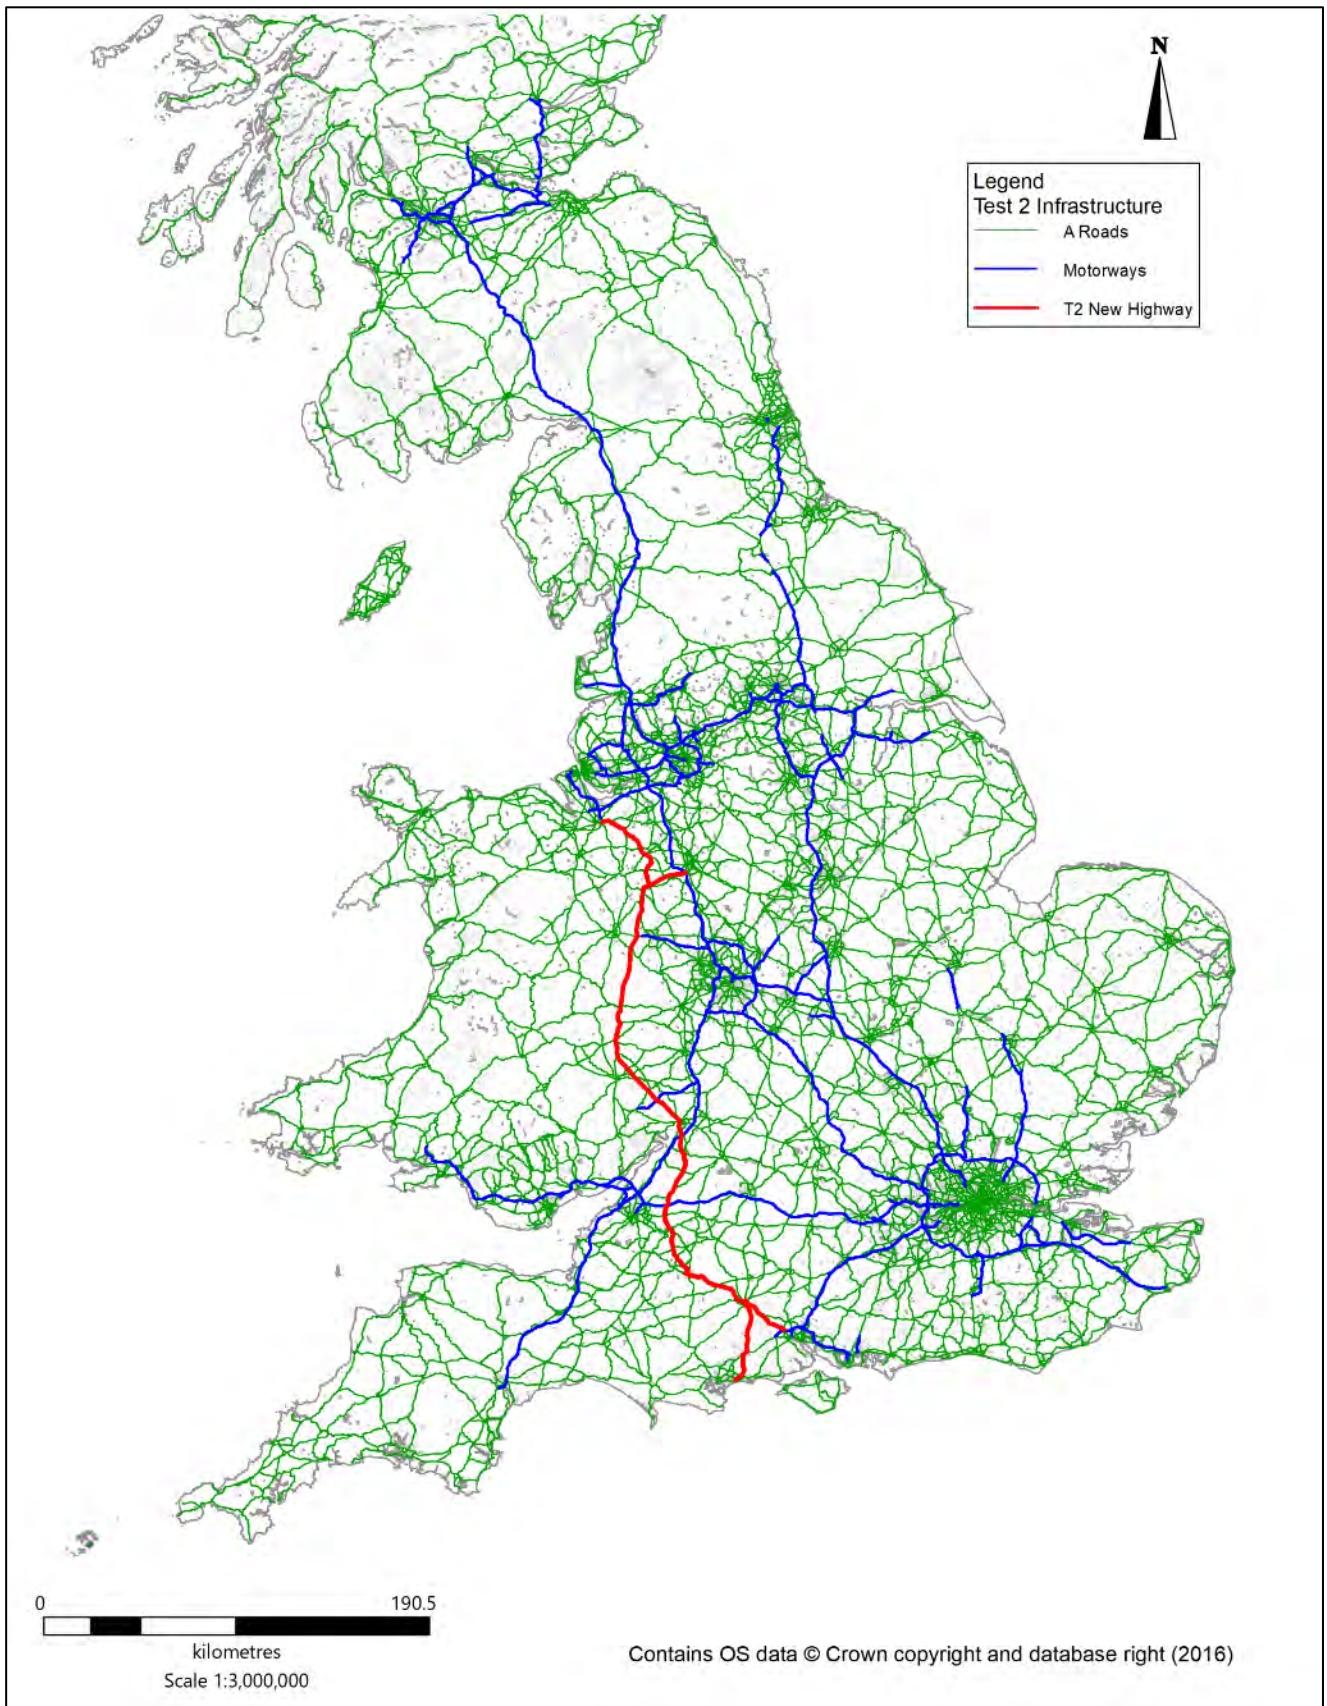 N
Legend
Test 2 Infrastructure
A Roads
Motorways
T2 New Highway
0 190.5
kilometres
Scale 1:3,000,000
Contains OS data © Crown copyright and database right (2016)